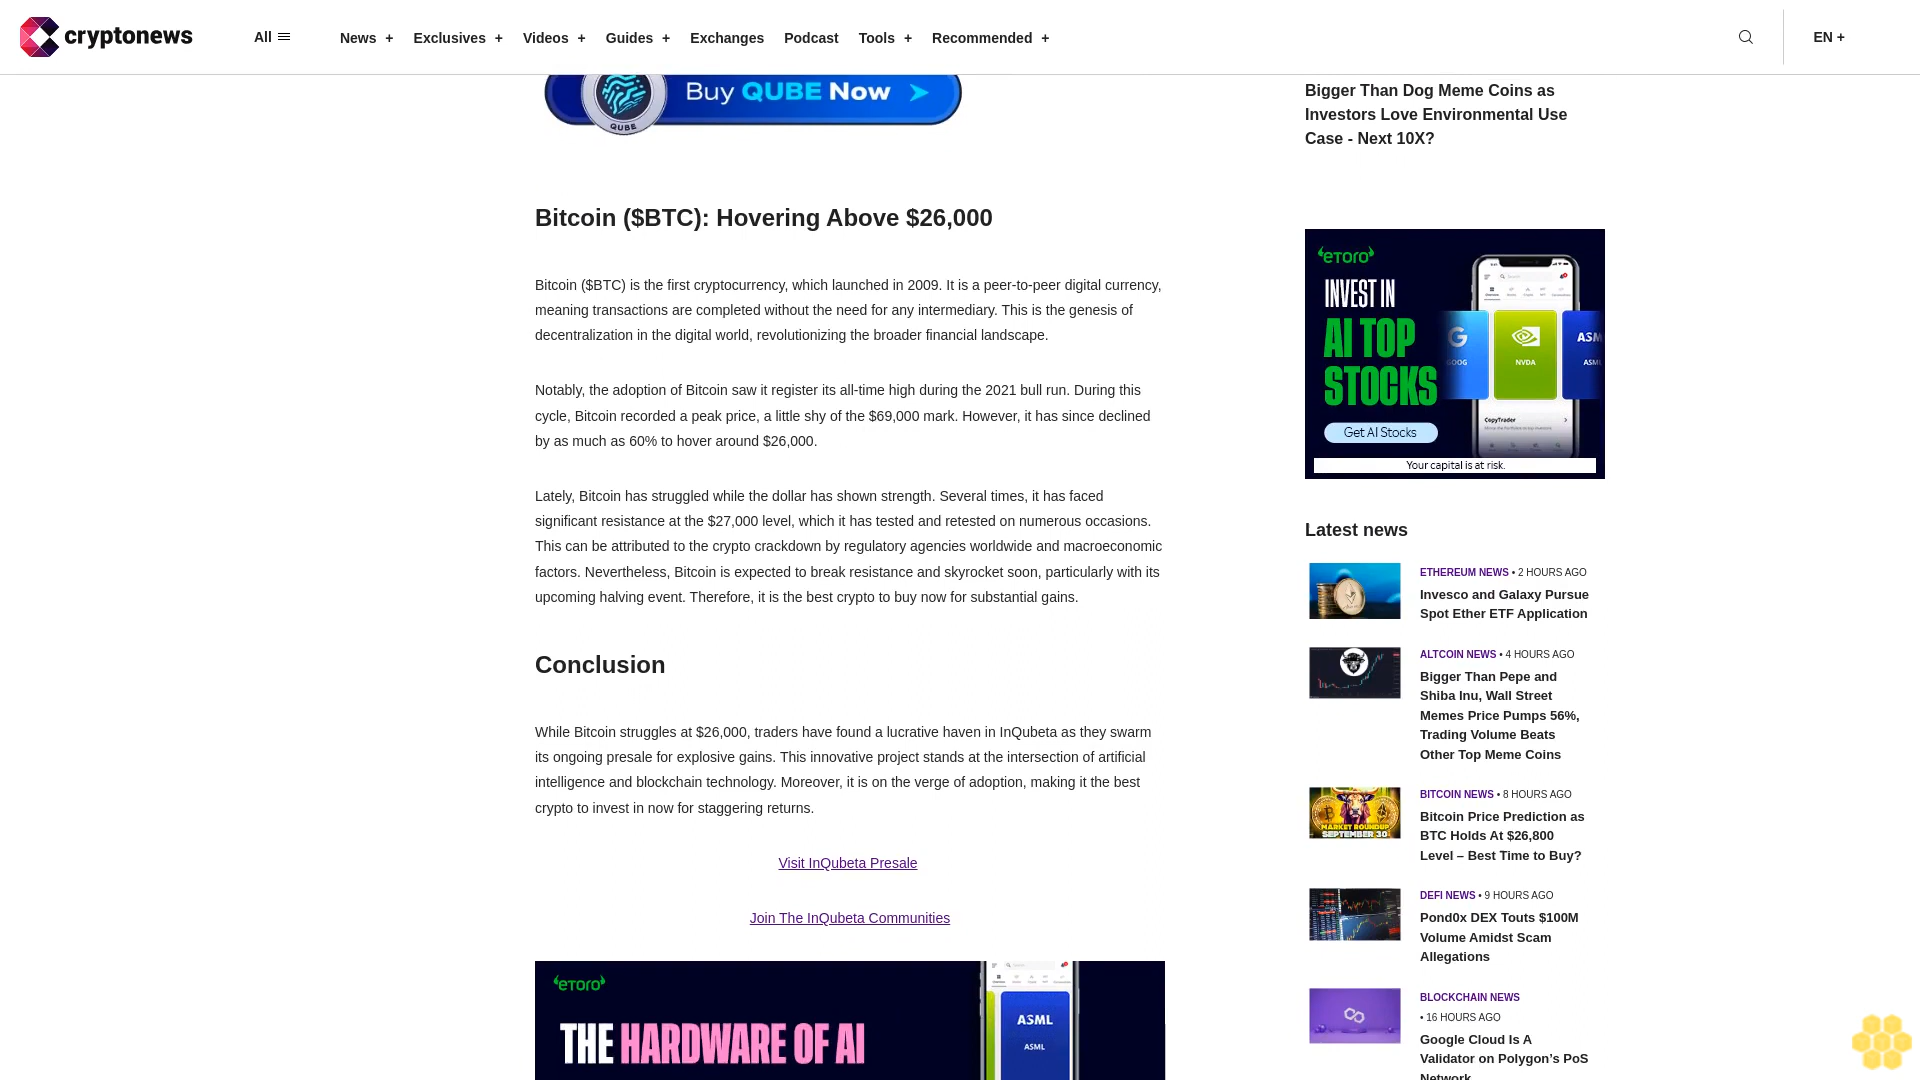 cryptonews
All
News +
Exclusives +
Videos +
Guides +
Exchanges
Podcast
Tools +
Recommended +
EN +
QUBE
Buy QUBE Now
Bitcoin ($BTC): Hovering Above $26,000
Bitcoin ($BTC) is the first cryptocurrency, which launched in 2009. It is a peer-to-peer digital currency,
meaning transactions are completed without the need for any intermediary. This is the genesis of
decentralization in the digital world, revolutionizing the broader financial landscape.
Notably, the adoption of Bitcoin saw it register its all-time high during the 2021 bull run. During this
cycle, Bitcoin recorded a peak price, a little shy of the $69,000 mark. However, it has since declined
by as much as 60% to hover around $26,000.
Lately, Bitcoin has struggled while the dollar has shown strength. Several times, it has faced
significant resistance at the $27,000 level, which it has tested and retested on numerous occasions.
This can be attributed to the crypto crackdown by regulatory agencies worldwide and macroeconomic
factors. Nevertheless, Bitcoin is expected to break resistance and skyrocket soon, particularly with its
upcoming halving event. Therefore, it is the best crypto to buy now for substantial gains.
Conclusion
While Bitcoin struggles at $26,000, traders have found a lucrative haven in InQubeta as they swarm
its ongoing presale for explosive gains. This innovative project stands at the intersection of artificial
intelligence and blockchain technology. Moreover, it is on the verge of adoption, making it the best
crypto to invest in now for staggering returns.
Visit InQubeta Presale
Join The InQubeta Communities
eToro
THE HARDWARE OF AI
ASML
ASML
Bigger Than Dog Meme Coins as
Investors Love Environmental Use
Case - Next 10X?
eToro
INVEST IN
AI TOP
STOCKS
Get AI Stocks
GOOG
NVDA
ASM
ASML
CopyTrader
Your capital is at risk.
Latest news
ETHEREUM NEWS • 2 HOURS AGO
Invesco and Galaxy Pursue
Spot Ether ETF Application
ALTCOIN NEWS • 4 HOURS AGO
Bigger Than Pepe and
Shiba Inu, Wall Street
Memes Price Pumps 56%,
Trading Volume Beats
Other Top Meme Coins
MARKET ROUNDUP
SEPTEMBER 30
BITCOIN NEWS • 8 HOURS AGO
Bitcoin Price Prediction as
BTC Holds At $26,800
Level – Best Time to Buy?
DEFI NEWS • 9 HOURS AGO
Pond0x DEX Touts $100M
Volume Amidst Scam
Allegations
BLOCKCHAIN NEWS
• 16 HOURS AGO
Google Cloud Is A
Validator on Polygon’s PoS
Network